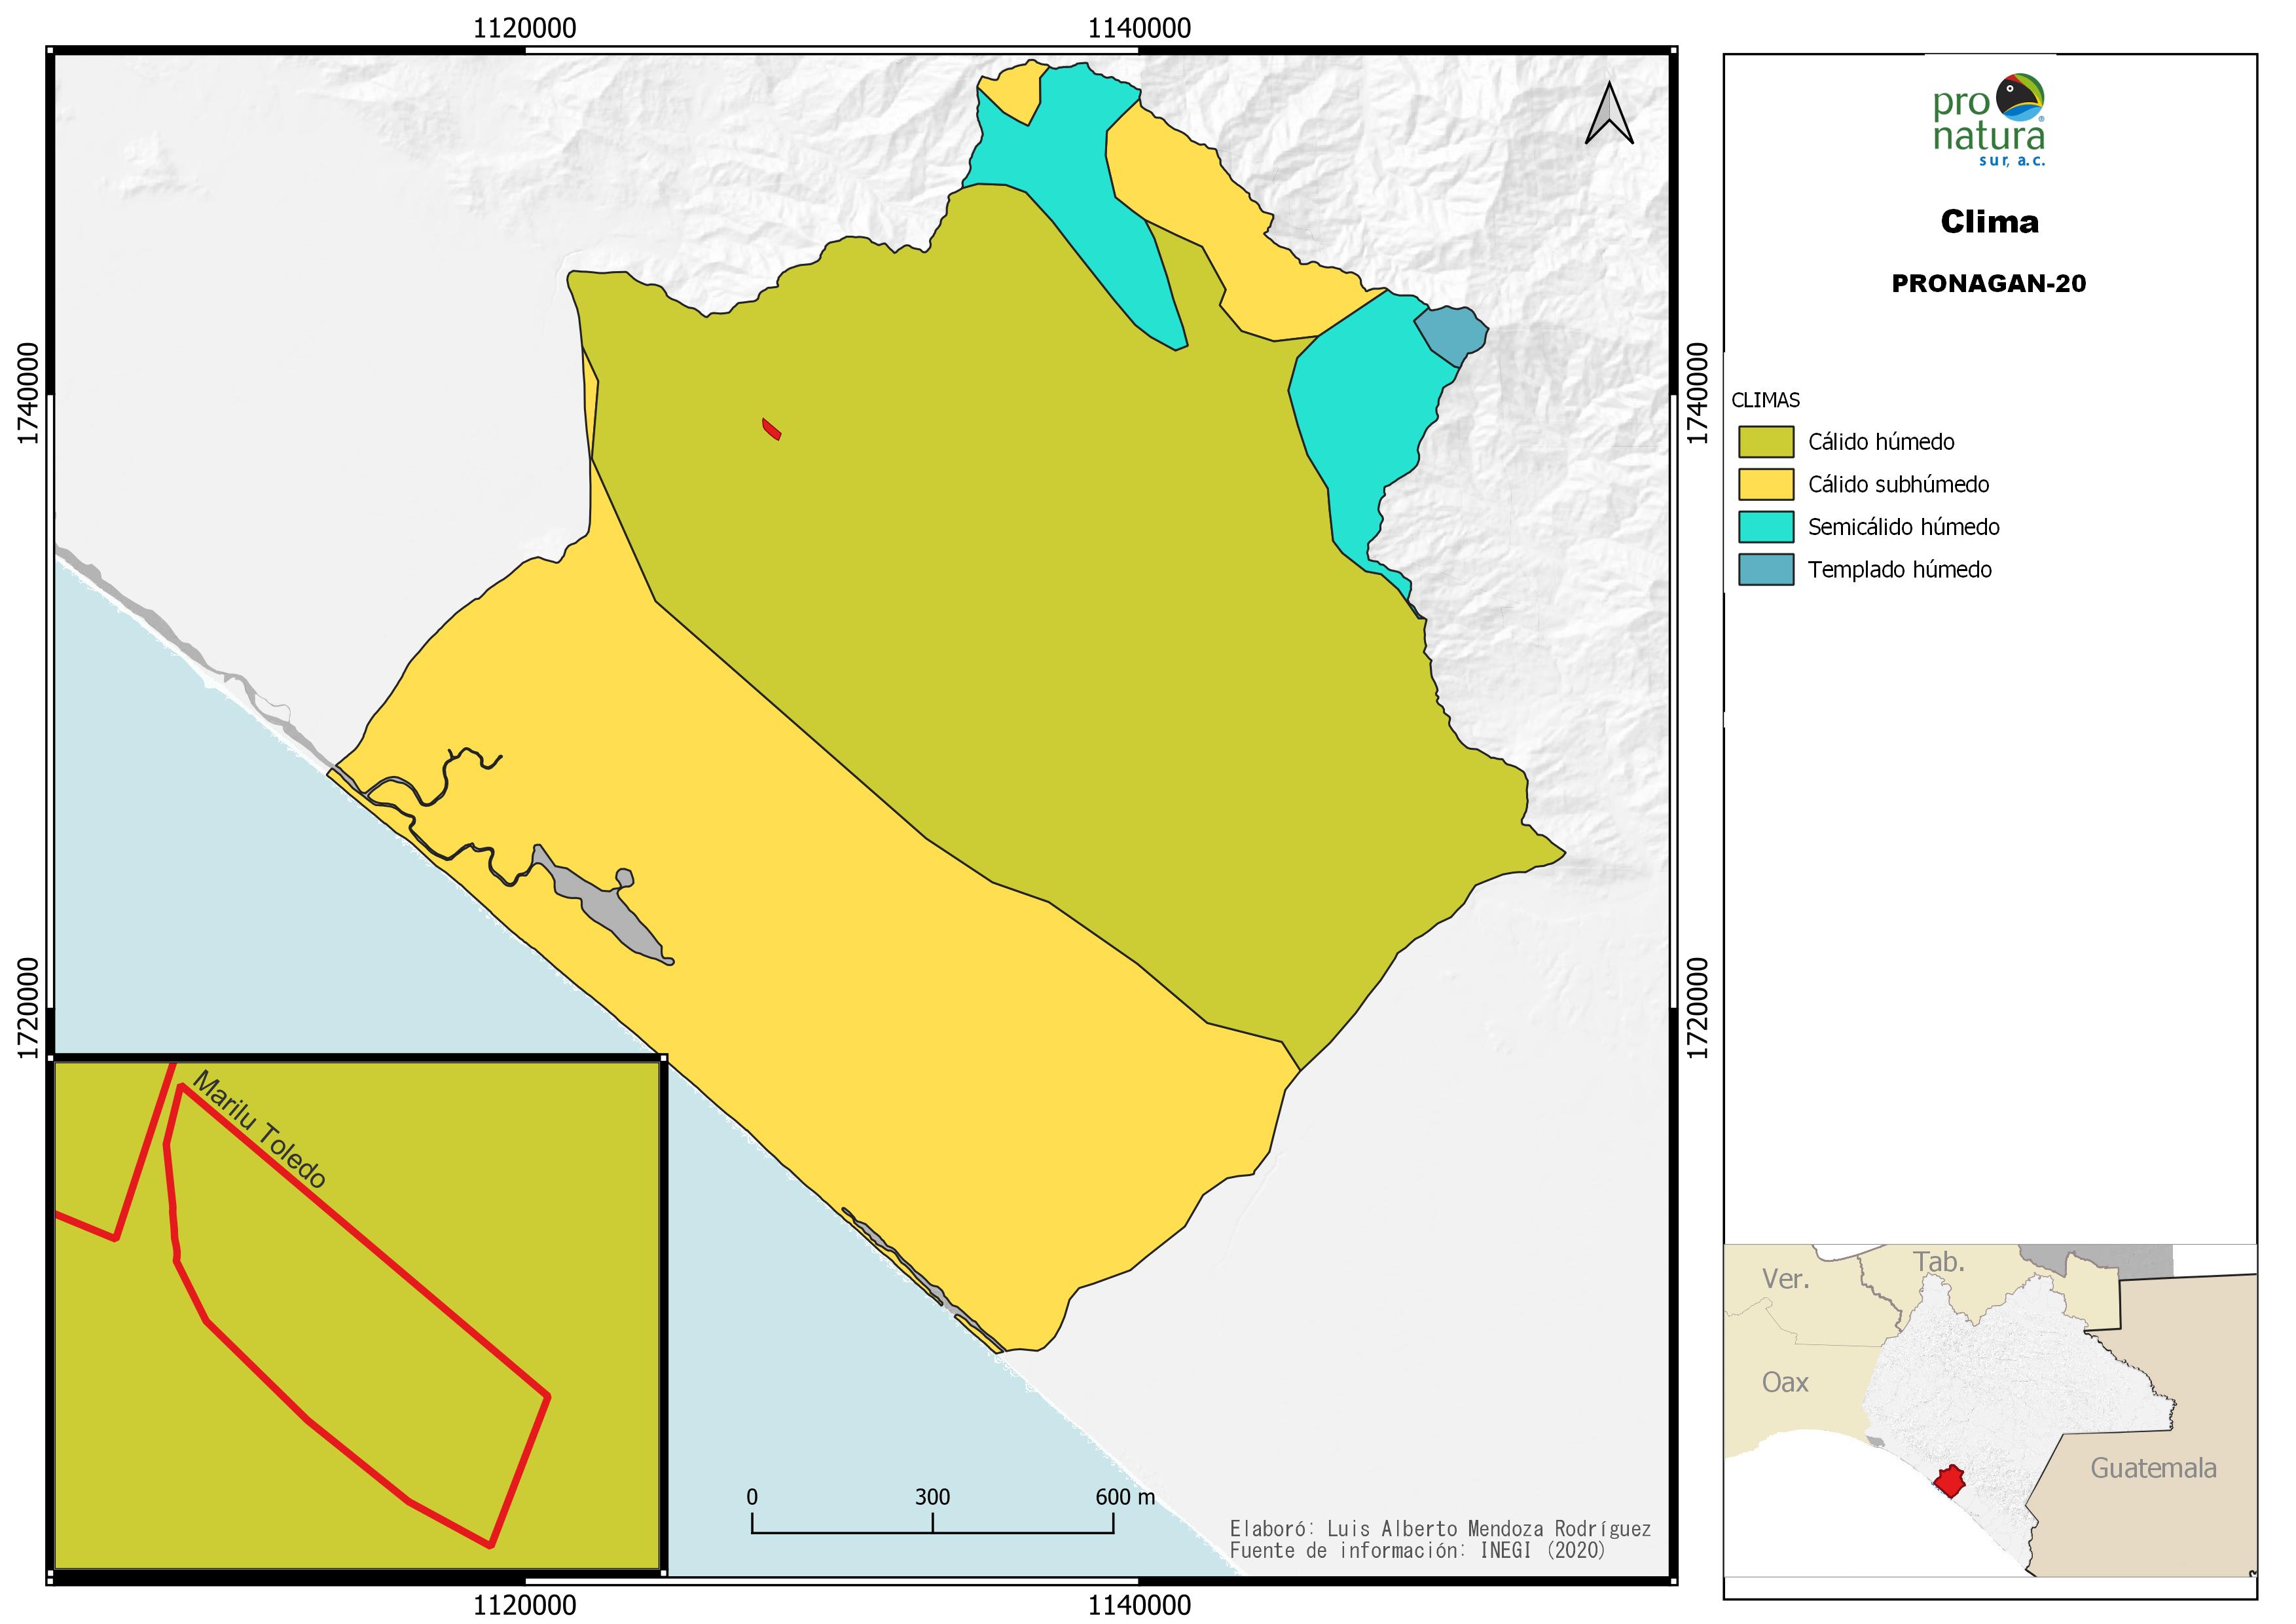 1120000
1140000
1740000
1720000
1740000
1720000
1120000
1140000
Marilu Toledo
0 300 600 m
Elaboró: Luis Alberto Mendoza Rodríguez
Fuente de información: INEGI (2020)
pro
natura
sur, a.c.
Clima
PRONAGAN-20
CLIMAS
Cálido húmedo
Cálido subhúmedo
Semicálido húmedo
Templado húmedo
Ver.
Tab.
Oax
Guatemala